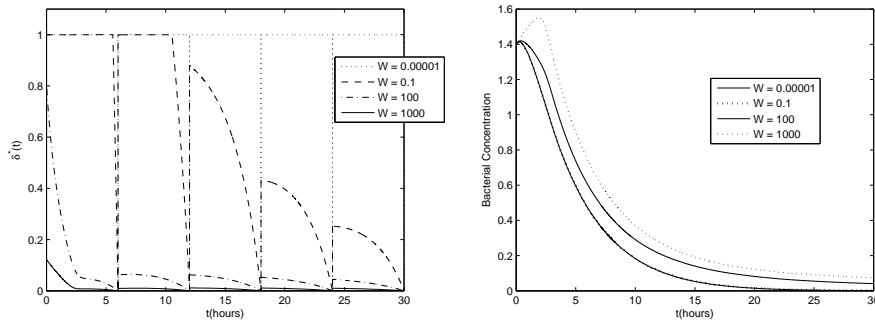 1
0.8
0.6
0.4
0.2
0
δ*(t)
0 5 10 15 20 25 30
t(hours)
W = 0.00001
W = 0.1
W = 100
W = 1000
1.6
1.4
1.2
1
0.8
0.6
0.4
0.2
0
Bacterial Concentration
0 5 10 15 20 25 30
t(hours)
W = 0.00001
W = 0.1
W = 100
W = 1000